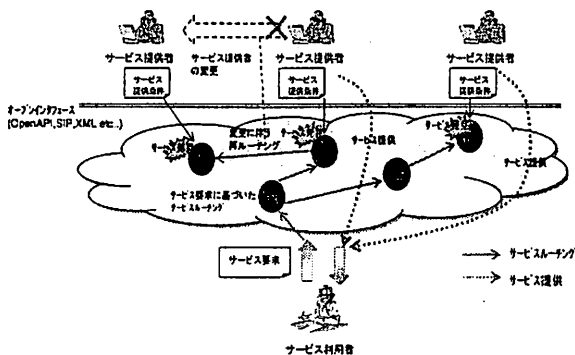 サービス提供者
サービス提供者
の変更
サービス提供者
サービス提供者
サービス
提供条件
サービス
提供条件
サービス
提供条件
オープンインタフェース
(OpenAPI,SIP,XML etc..)
変更に伴う
再ルーチング
サービス提供
サービス提供
サービス要求に基づいた
サービスルーチング
サービス要求
サービスルーチング
サービス提供
サービス利用者